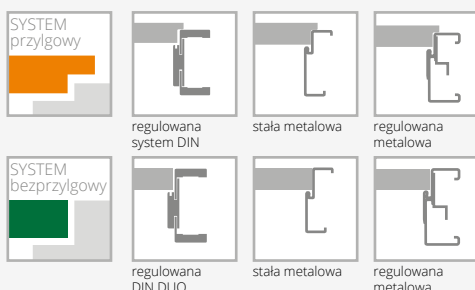 SYSTEM
przylgowy
regulowana
system DIN
stała metalowa
regulowana
metalowa
SYSTEM
bezprzylgowy
regulowana
DIN DUO
stała metalowa
regulowana
metalowa